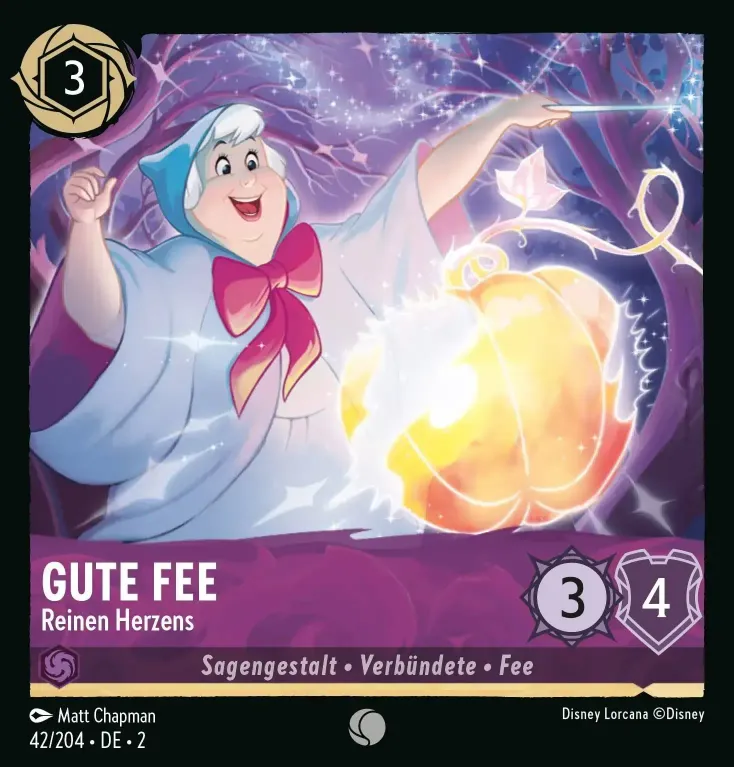 3
GUTE FEE
Reinen Herzens
3
4
Sagengestalt • Verbündete • Fee
Matt Chapman
Disney Lorcana ©Disney
42/204 • DE • 2